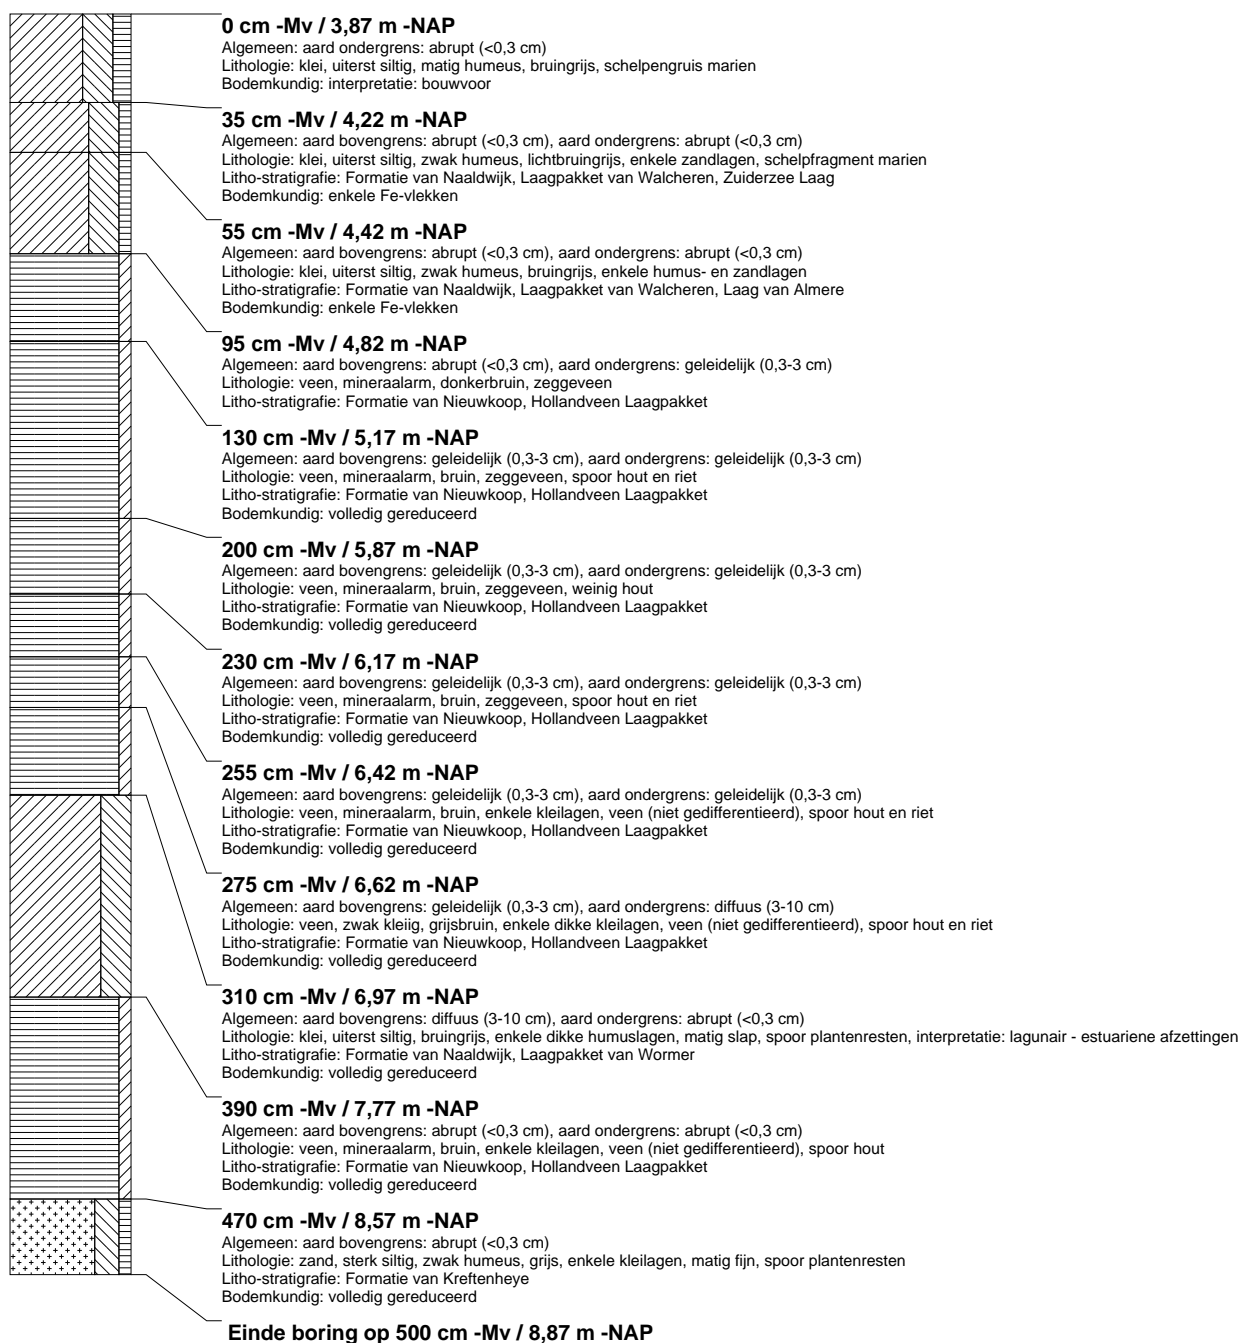 0 cm -Mv / 3,87 m -NAP
Algemeen: aard ondergrens: abrupt (<0,3 cm)
Lithologie: klei, uiterst siltig, matig humeus, bruingrijs, schelpengruis marien
Bodemkundig: interpretatie: bouwvoor
35 cm -Mv / 4,22 m -NAP
Algemeen: aard bovengrens: abrupt (<0,3 cm), aard ondergrens: abrupt (<0,3 cm)
Lithologie: klei, uiterst siltig, zwak humeus, lichtbruingrijs, enkele zandlagen, schelpfragment marien
Litho-stratigrafie: Formatie van Naaldwijk, Laagpakket van Walcheren, Zuiderzee Laag
Bodemkundig: enkele Fe-vlekken
55 cm -Mv / 4,42 m -NAP
Algemeen: aard bovengrens: abrupt (<0,3 cm), aard ondergrens: abrupt (<0,3 cm)
Lithologie: klei, uiterst siltig, zwak humeus, bruingrijs, enkele humus- en zandlagen
Litho-stratigrafie: Formatie van Naaldwijk, Laagpakket van Walcheren, Laag van Almere
Bodemkundig: enkele Fe-vlekken
95 cm -Mv / 4,82 m -NAP
Algemeen: aard bovengrens: abrupt (<0,3 cm), aard ondergrens: geleidelijk (0,3-3 cm)
Lithologie: veen, mineraalarm, donkerbruin, zeggeveen
Litho-stratigrafie: Formatie van Nieuwkoop, Hollandveen Laagpakket
130 cm -Mv / 5,17 m -NAP
Algemeen: aard bovengrens: geleidelijk (0,3-3 cm), aard ondergrens: geleidelijk (0,3-3 cm)
Lithologie: veen, mineraalarm, bruin, zeggeveen, spoor hout en riet
Litho-stratigrafie: Formatie van Nieuwkoop, Hollandveen Laagpakket
Bodemkundig: volledig gereduceerd
200 cm -Mv / 5,87 m -NAP
Algemeen: aard bovengrens: geleidelijk (0,3-3 cm), aard ondergrens: geleidelijk (0,3-3 cm)
Lithologie: veen, mineraalarm, bruin, zeggeveen, weinig hout
Litho-stratigrafie: Formatie van Nieuwkoop, Hollandveen Laagpakket
Bodemkundig: volledig gereduceerd
230 cm -Mv / 6,17 m -NAP
Algemeen: aard bovengrens: geleidelijk (0,3-3 cm), aard ondergrens: geleidelijk (0,3-3 cm)
Lithologie: veen, mineraalarm, bruin, zeggeveen, spoor hout en riet
Litho-stratigrafie: Formatie van Nieuwkoop, Hollandveen Laagpakket
Bodemkundig: volledig gereduceerd
255 cm -Mv / 6,42 m -NAP
Algemeen: aard bovengrens: geleidelijk (0,3-3 cm), aard ondergrens: geleidelijk (0,3-3 cm)
Lithologie: veen, mineraalarm, bruin, enkele kleilagen, veen (niet gedifferentieerd), spoor hout en riet
Litho-stratigrafie: Formatie van Nieuwkoop, Hollandveen Laagpakket
Bodemkundig: volledig gereduceerd
275 cm -Mv / 6,62 m -NAP
Algemeen: aard bovengrens: geleidelijk (0,3-3 cm), aard ondergrens: diffuus (3-10 cm)
Lithologie: veen, zwak kleiig, grijsbruin, enkele dikke kleilagen, veen (niet gedifferentieerd), spoor hout en riet
Litho-stratigrafie: Formatie van Nieuwkoop, Hollandveen Laagpakket
Bodemkundig: volledig gereduceerd
310 cm -Mv / 6,97 m -NAP
Algemeen: aard bovengrens: diffuus (3-10 cm), aard ondergrens: abrupt (<0,3 cm)
Lithologie: klei, uiterst siltig, bruingrijs, enkele dikke humuslagen, matig slap, spoor plantenresten, interpretatie: lagunair - estuariene afzettingen
Litho-stratigrafie: Formatie van Naaldwijk, Laagpakket van Wormer
Bodemkundig: volledig gereduceerd
390 cm -Mv / 7,77 m -NAP
Algemeen: aard bovengrens: abrupt (<0,3 cm), aard ondergrens: abrupt (<0,3 cm)
Lithologie: veen, mineraalarm, bruin, enkele kleilagen, veen (niet gedifferentieerd), spoor hout
Litho-stratigrafie: Formatie van Nieuwkoop, Hollandveen Laagpakket
Bodemkundig: volledig gereduceerd
470 cm -Mv / 8,57 m -NAP
Algemeen: aard bovengrens: abrupt (<0,3 cm)
Lithologie: zand, sterk siltig, zwak humeus, grijs, enkele kleilagen, matig fijn, spoor plantenresten
Litho-stratigrafie: Formatie van Kreftenheye
Bodemkundig: volledig gereduceerd
Einde boring op 500 cm -Mv / 8,87 m -NAP